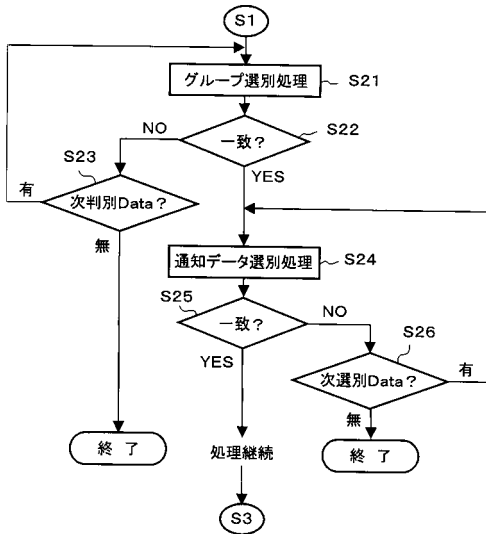 S1
グループ選別処理
S21
一致?
S22
NO
YES
S23
次判別Data?
有
無
通知データ選別処理
S24
S25
一致?
NO
YES
S26
次選別Data?
有
無
終 了
処理継続
終 了
S3